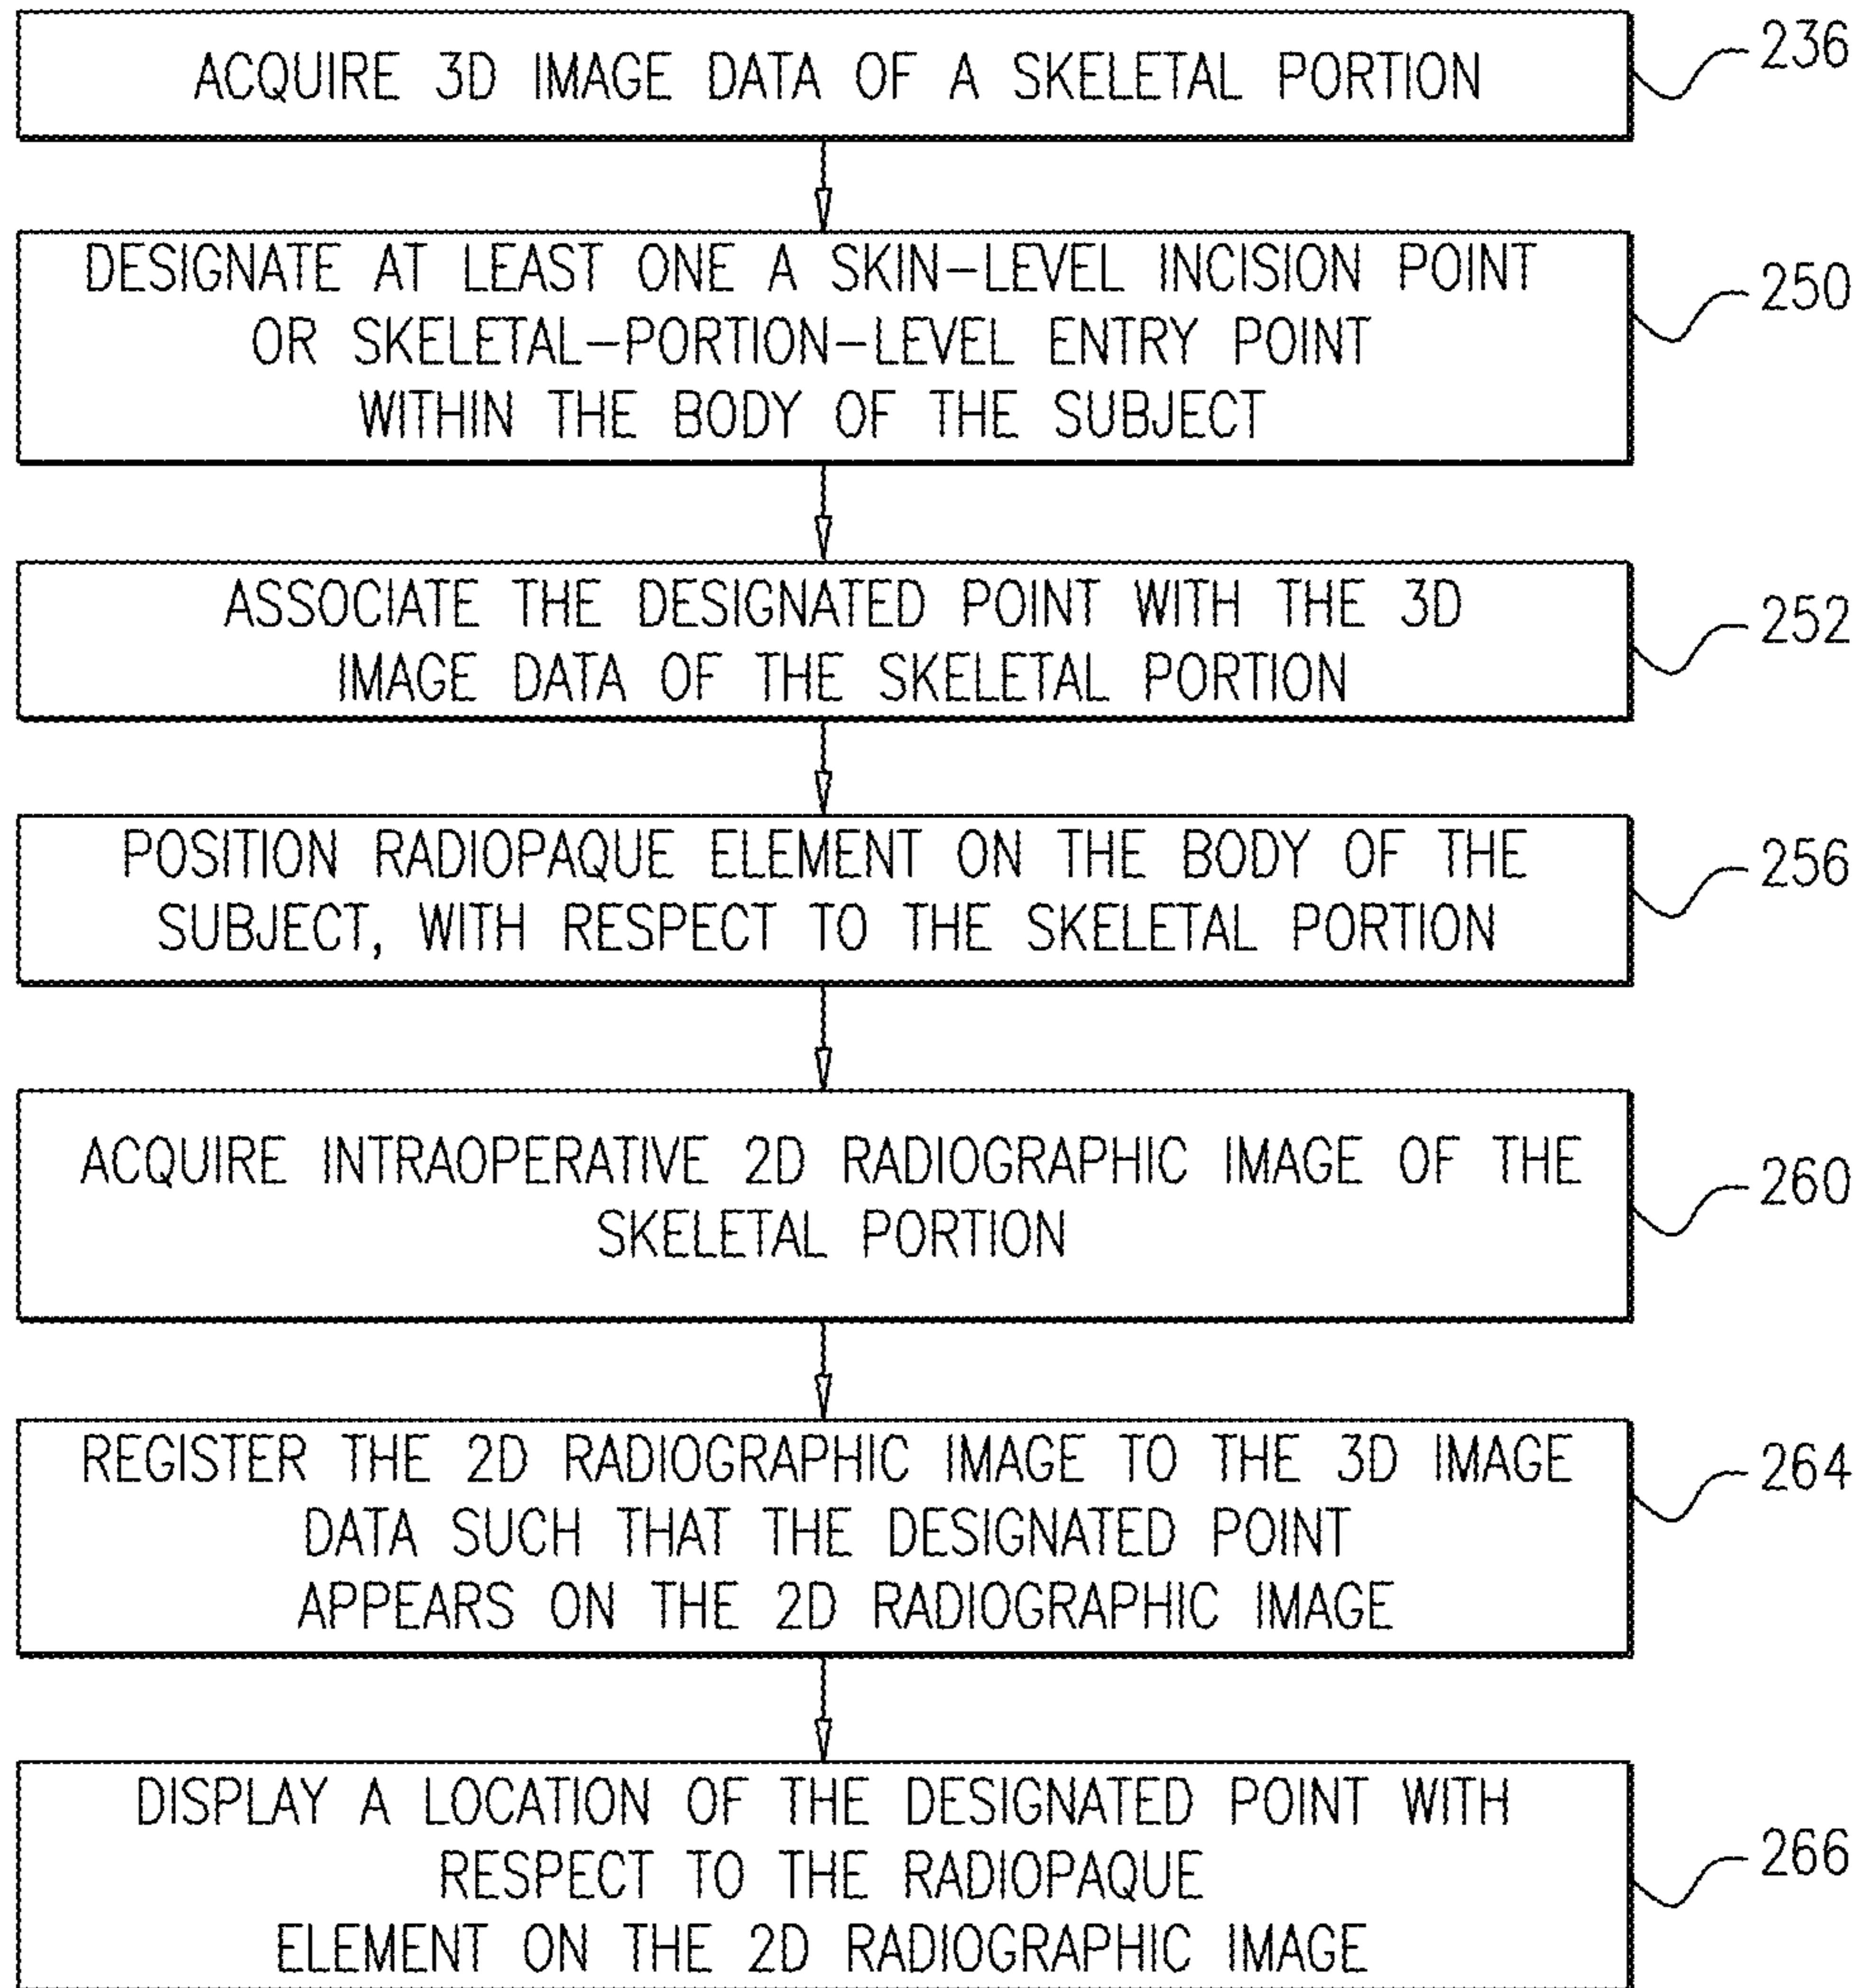 ACQUIRE 3D IMAGE DATA OF A SKELETAL PORTION
236
DESIGNATE AT LEAST ONE A SKIN-LEVEL INCISION POINT
OR SKELETAL-PORTION-LEVEL ENTRY POINT
WITHIN THE BODY OF THE SUBJECT
250
ASSOCIATE THE DESIGNATED POINT WITH THE 3D
IMAGE DATA OF THE SKELETAL PORTION
252
POSITION RADIOPAQUE ELEMENT ON THE BODY OF THE
SUBJECT, WITH RESPECT TO THE SKELETAL PORTION
256
ACQUIRE INTRAOPERATIVE 2D RADIOGRAPHIC IMAGE OF THE
SKELETAL PORTION
260
REGISTER THE 2D RADIOGRAPHIC IMAGE TO THE 3D IMAGE
DATA SUCH THAT THE DESIGNATED POINT
APPEARS ON THE 2D RADIOGRAPHIC IMAGE
264
DISPLAY A LOCATION OF THE DESIGNATED POINT WITH
RESPECT TO THE RADIOPAQUE
ELEMENT ON THE 2D RADIOGRAPHIC IMAGE
266